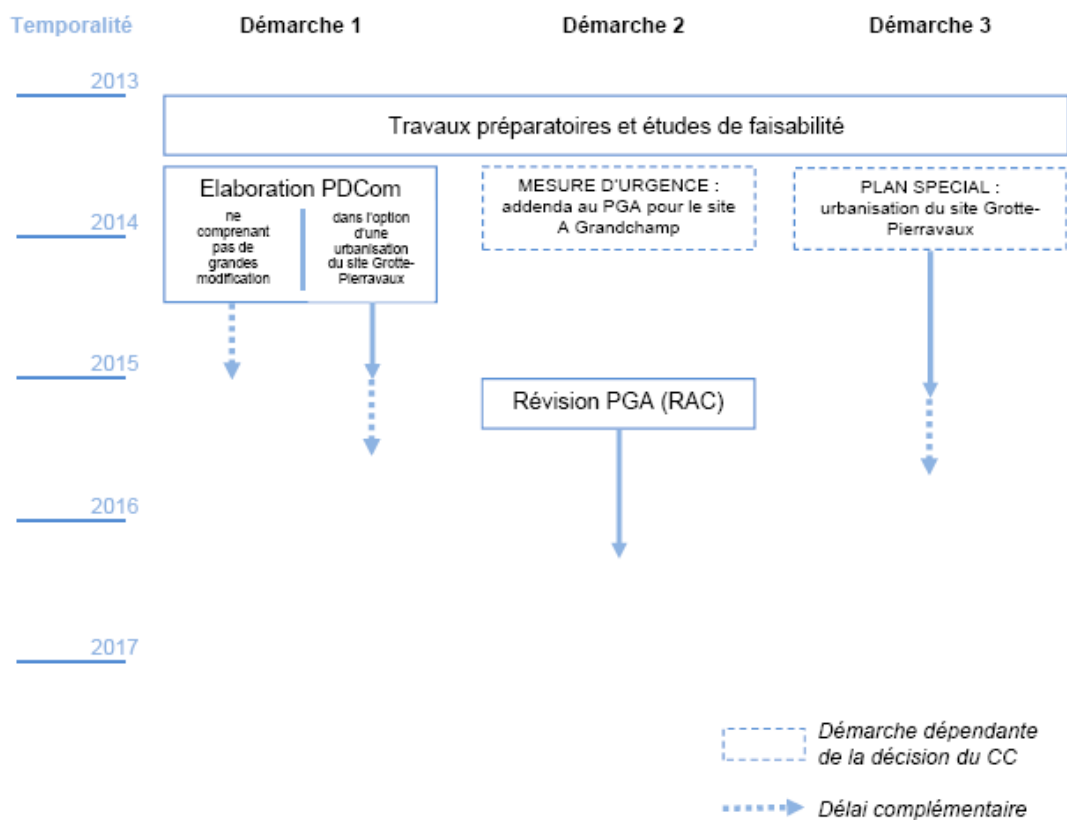 Temporalité
Démarche 1
Démarche 2
Démarche 3
2013
Travaux préparatoires et études de faisabilité
Elaboration PDCom
ne
comprenant
pas de
grandes
modification
dans l'option
d'une
urbanisation
du site Grotte-
Pierravaux
MESURE D'URGENCE :
addenda au PGA pour le site
A Grandchamp
PLAN SPECIAL :
urbanisation du site Grotte-
Pierravaux
2014
2015
Révision PGA (RAC)
2016
2017
Démarche dépendante
de la décision du CC
Délai complémentaire